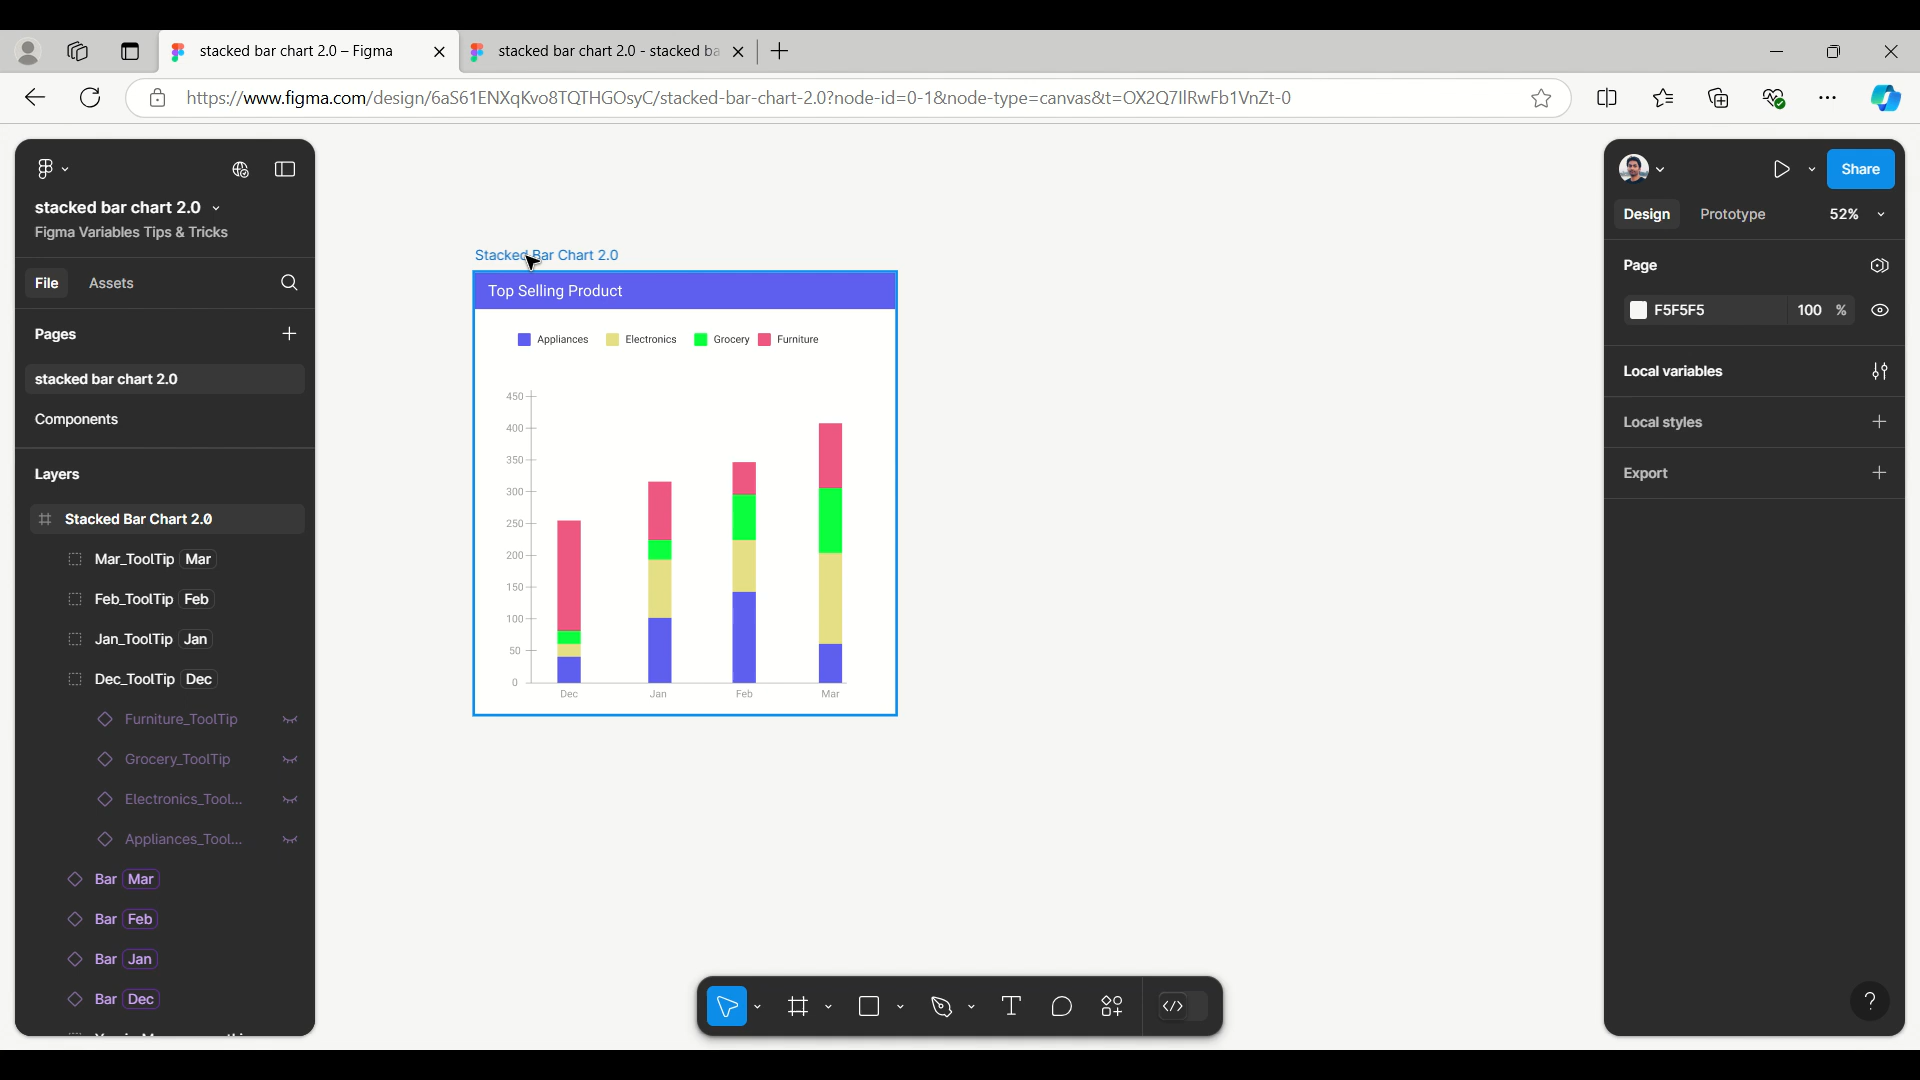 stacked bar chart 2.0 – Figma
stacked bar chart 2.0 - stacked ba
https://www.figma.com/design/6aS61ENXqKvo8TQTHGOsyC/stacked-bar-chart-2.0?node-id=0-1&node-type=canvas&t=OX2Q7IlRwFb1VnZt-0
stacked bar chart 2.0
Figma Variables Tips & Tricks
File
Assets
Pages
stacked bar chart 2.0
Components
Layers
Stacked Bar Chart 2.0
Mar_ToolTip Mar
Feb_ToolTip Feb
Jan_ToolTip Jan
Dec_ToolTip Dec
Furniture_ToolTip
Grocery_ToolTip
Electronics_Tool...
Appliances_Tool...
Bar Mar
Bar Feb
Bar Jan
Bar Dec
Stacked Bar Chart 2.0
Top Selling Product
Appliances Electronics Grocery Furniture
450
400
350
300
250
200
150
100
50
0
Dec Jan Feb Mar
Share
Design
Prototype
52%
Page
F5F5F5 100 %
Local variables
Local styles
Export
?